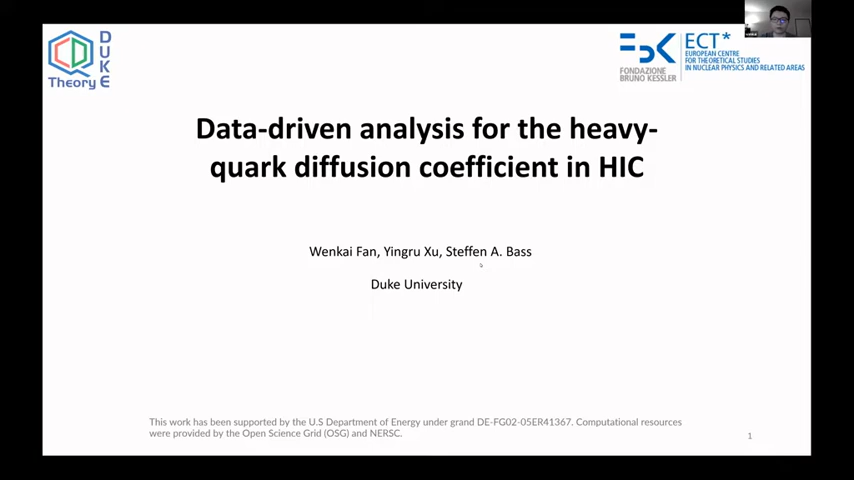 DUKE
QCD
Theory
FBK
FONDAZIONE
BRUNO KESSLER
ECT*
EUROPEAN CENTRE
FOR THEORETICAL STUDIES
IN NUCLEAR PHYSICS AND RELATED AREAS
Data-driven analysis for the heavy-
quark diffusion coefficient in HIC
Wenkai Fan, Yingru Xu, Steffen A. Bass
Duke University
This work has been supported by the U.S Department of Energy under grand DE-FG02-05ER41367. Computational resources
were provided by the Open Science Grid (OSG) and NERSC.
1